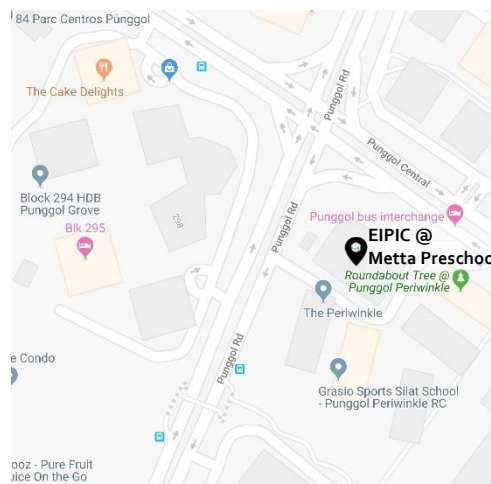 84 Parc Centros Punggol
The Cake Delights
Punggol Rd
Punggol Central
Block 294 HDB
Punggol Grove
298
Blk 295
Punggol Rd
Punggol bus interchange
EIPIC @
Metta Preschoo
Roundabout Tree @
Punggol Periwinkle
The Periwinkle
Punggol Rd
e Condo
Grasio Sports Silat School
- Punggol Periwinkle RC
ooz - Pure Fruit
uice On the Go